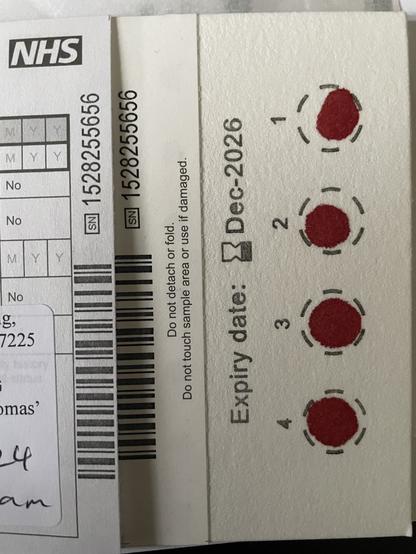 NHS
M Y Y
M Y Y
No
No
M Y Y
No
g,
7225
omas'
24
am
SN 1528255656
SN 1528255656
Do not detach or fold.
Do not touch sample area or use if damaged.
Expiry date: Dec-2026
1
2
3
4